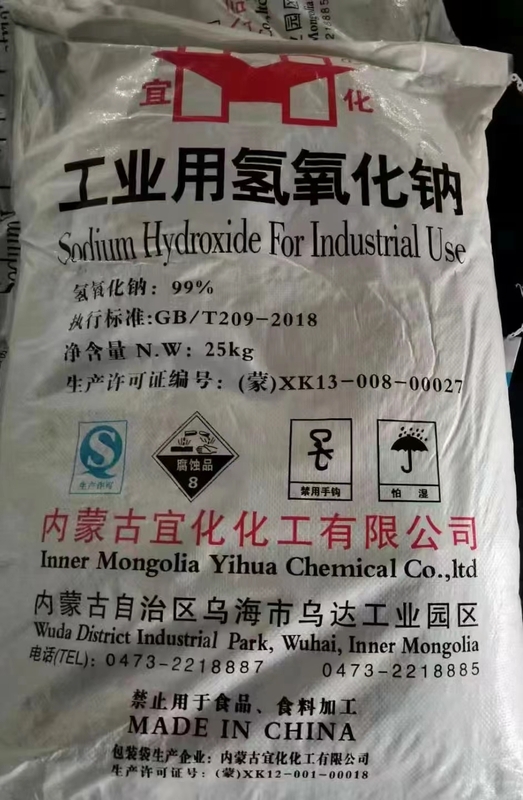 宜 化
工业用氢氧化钠
Sodium Hydroxide For Industrial Use
氢氧化钠: 99%
执行标准:GB/T209-2018
净含量 N.W: 25kg
生产许可证编号: (蒙)XK13-008-00027
生产许可
腐蚀品
8
禁用手钩
怕 湿
内蒙古宜化化工有限公司
Inner Mongolia Yihua Chemical Co.,ltd
内蒙古自治区乌海市乌达工业园区
Wuda District Industrial Park, Wuhai, Inner Mongolia
电话(TEL): 0473-2218887 0473-2218885
禁止用于食品、食料加工
MADE IN CHINA
包装袋生产企业: 内蒙古宜化化工有限公司
生产许可证号: (蒙)XK12-001-00018